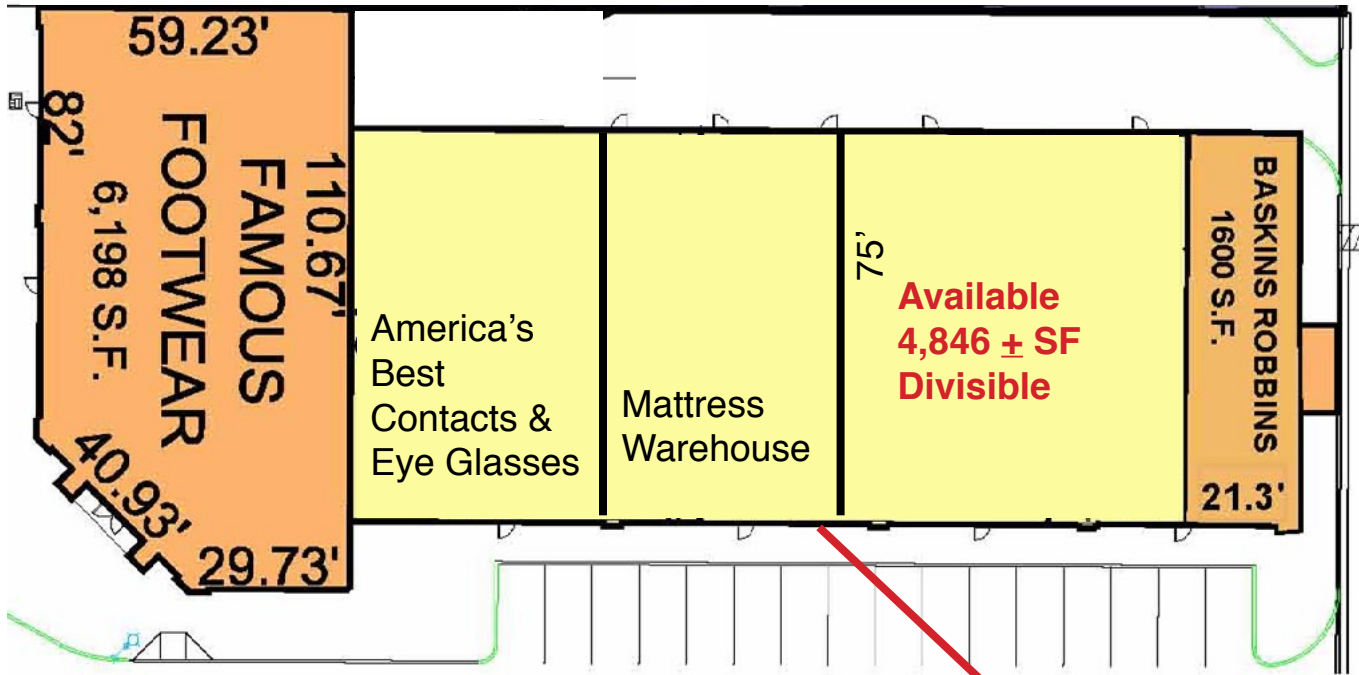 59.23'
82'
110.67'
FAMOUS
FOOTWEAR
6,198 S.F.
40.93'
29.73'
America's
Best
Contacts &
Eye Glasses
Mattress
Warehouse
75'
Available
4,846 ± SF
Divisible
BASKINS ROBBINS
1600 S.F.
21.3'